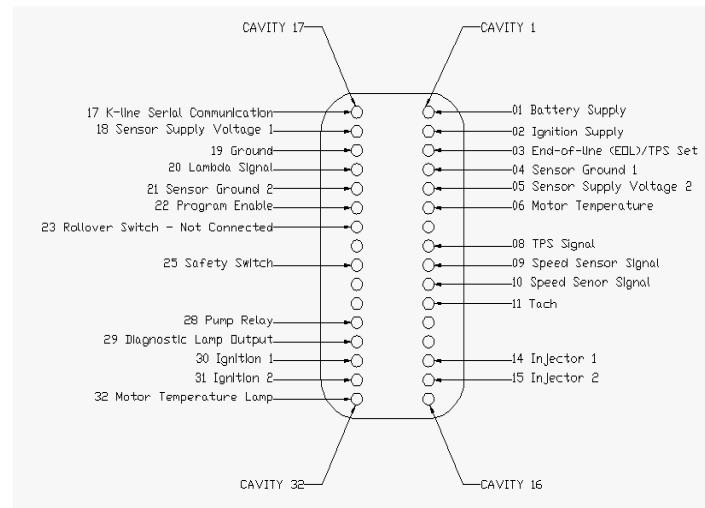 CAVITY 17
CAVITY 1
17 K-line Serial Communication
18 Sensor Supply Voltage 1
19 Ground
20 Lambda Signal
21 Sensor Ground 2
22 Program Enable
23 Rollover Switch - Not Connected
25 Safety Switch
28 Pump Relay
29 Diagnostic Lamp Output
30 Ignition 1
31 Ignition 2
32 Motor Temperature Lamp
01 Battery Supply
02 Ignition Supply
03 End-of-line (EOL)/TPS Set
04 Sensor Ground 1
05 Sensor Supply Voltage 2
06 Motor Temperature
08 TPS Signal
09 Speed Sensor Signal
10 Speed Senor Signal
11 Tach
14 Injector 1
15 Injector 2
CAVITY 32
CAVITY 16